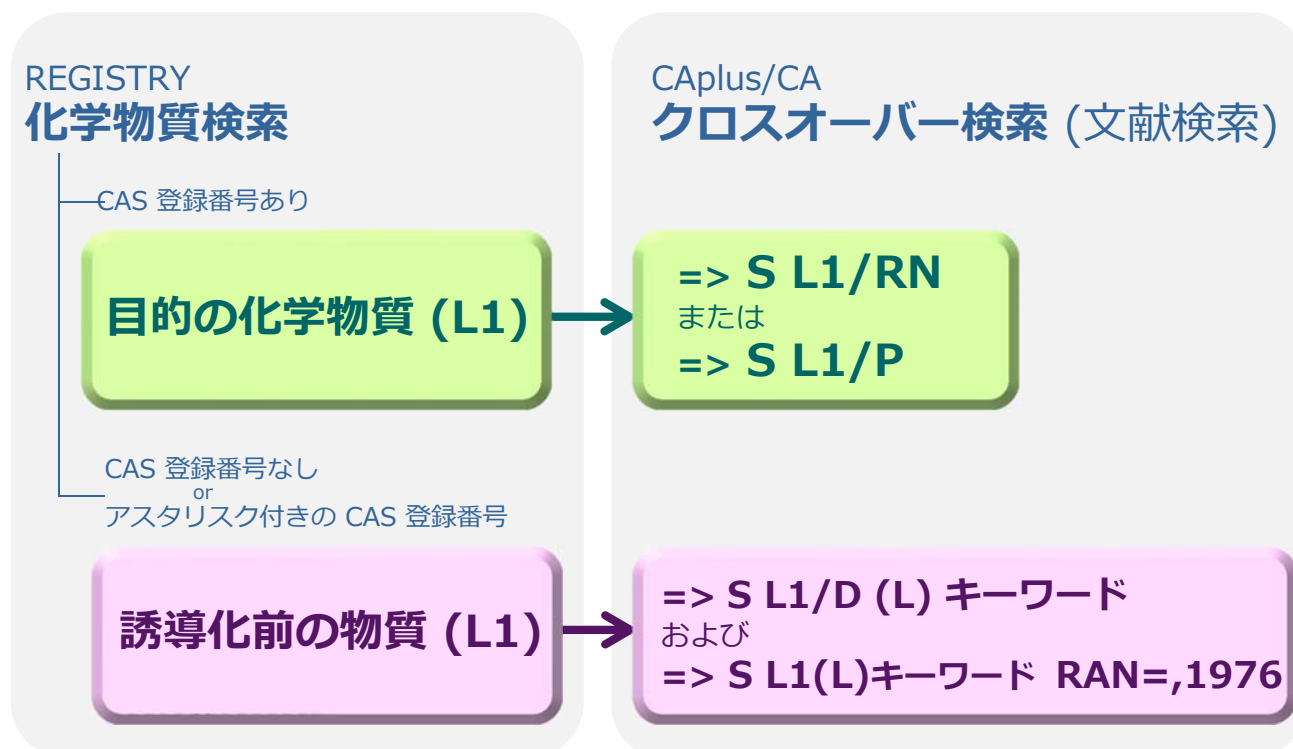 REGISTRY
化学物質検索
CAS 登録番号あり
目的の化学物質 (L1)
CAS 登録番号なし
or
アスタリスク付きの CAS 登録番号
誘導化前の物質 (L1)
CAplus/CA
クロスオーバー検索 (文献検索)
=> S L1/RN
または
=> S L1/P
=> S L1/D (L) キーワード
および
=> S L1(L)キーワード RAN=,1976